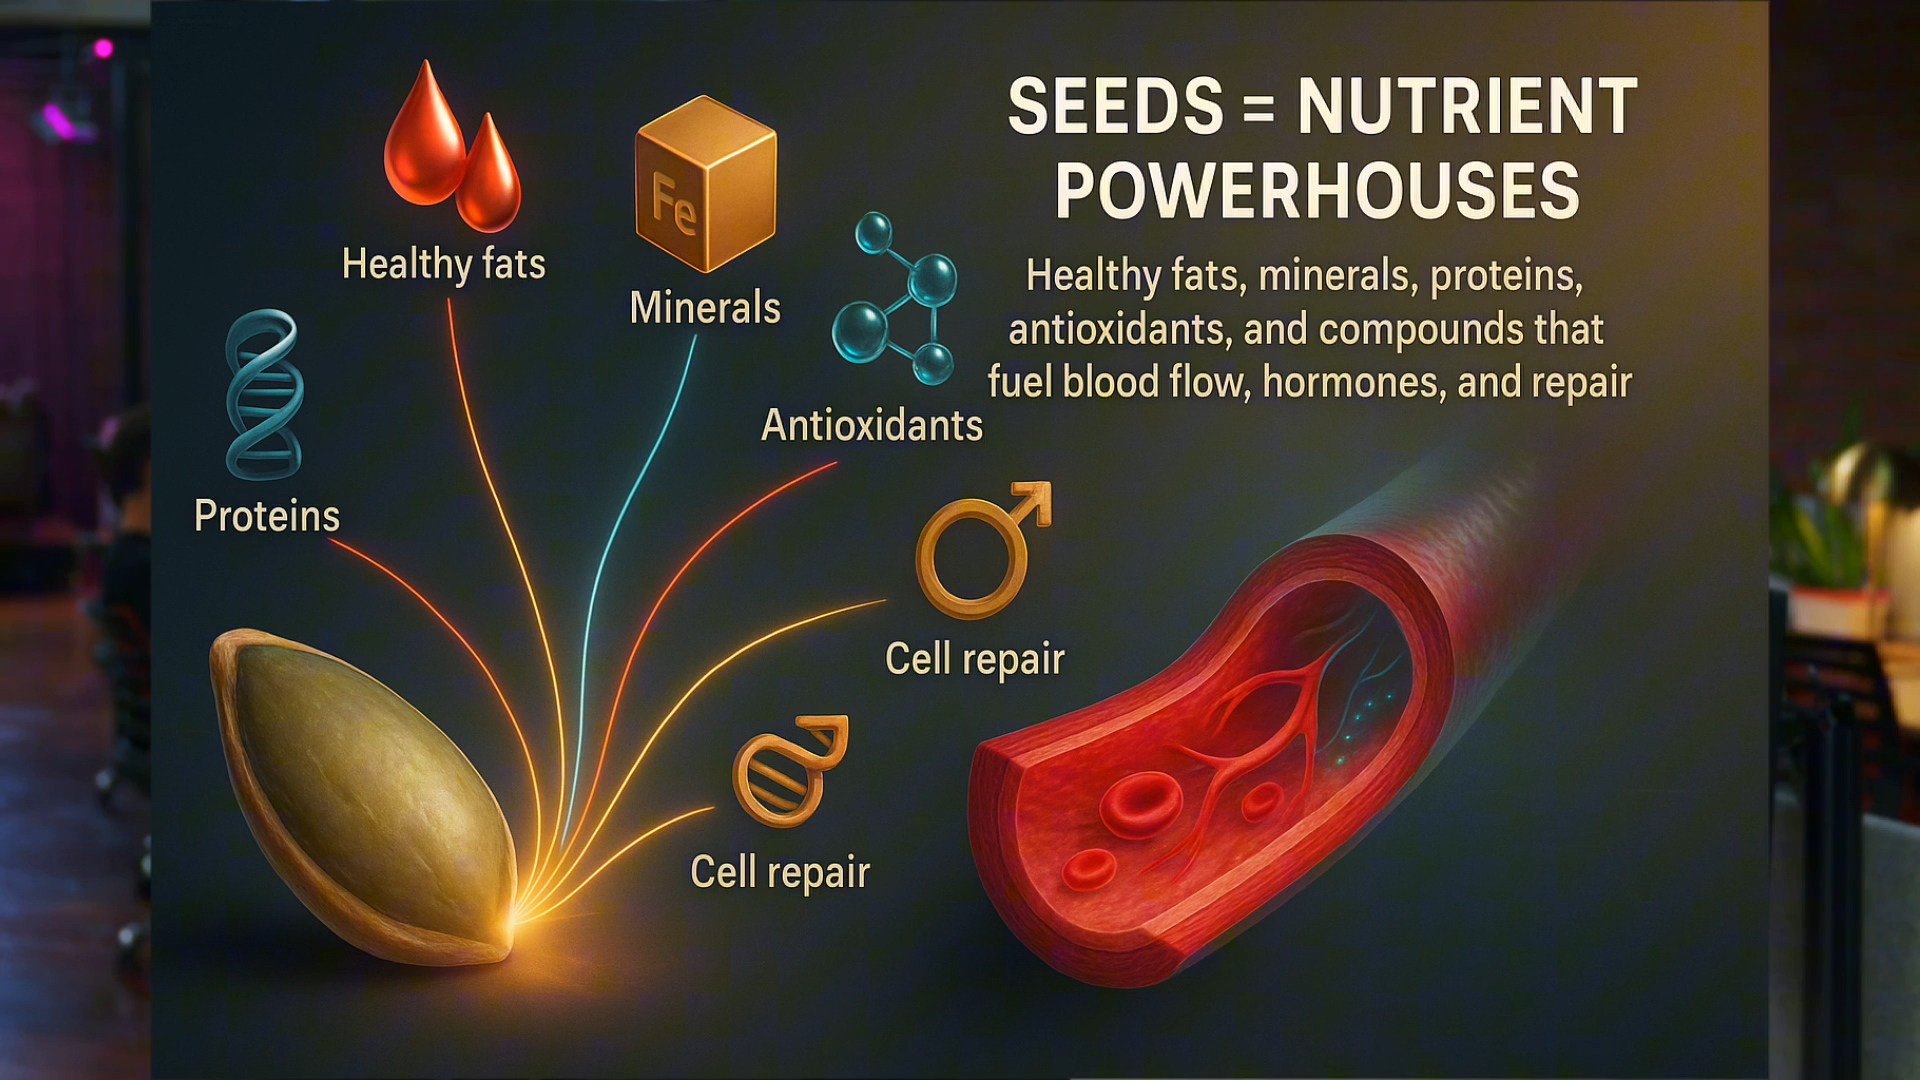 SEEDS = NUTRIENT
POWERHOUSES
Healthy fats, minerals, proteins,
antioxidants, and compounds that
fuel blood flow, hormones, and repair
Healthy fats
Fe
Minerals
Antioxidants
Proteins
Cell repair
Cell repair